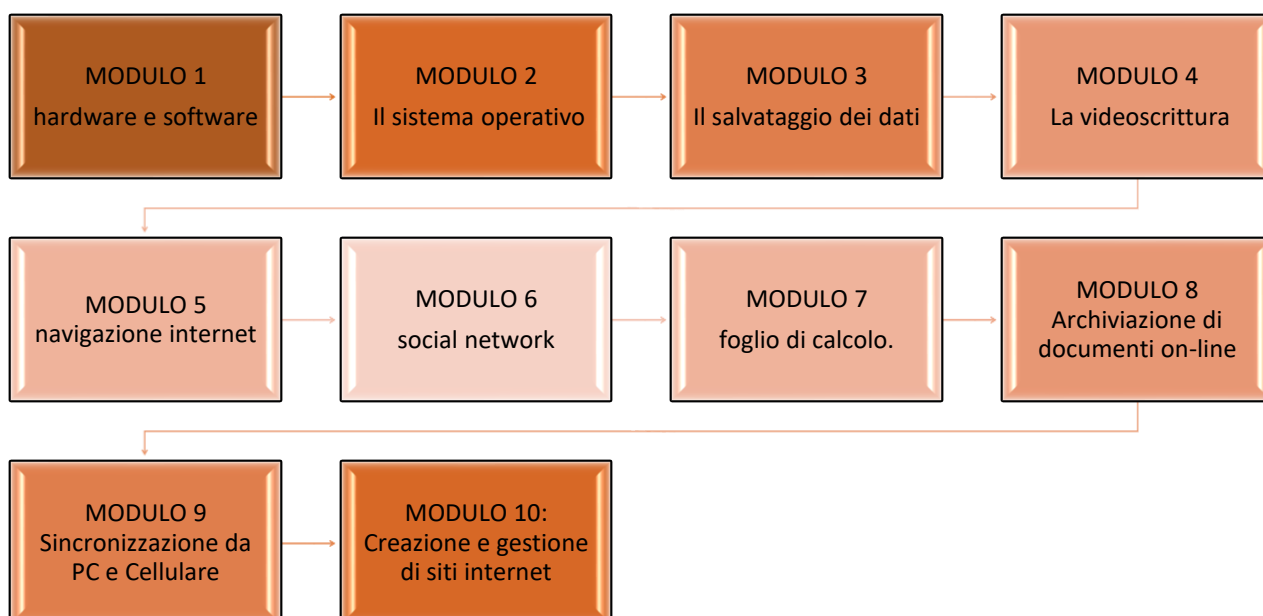 MODULO 1
hardware e software
MODULO 2
Il sistema operativo
MODULO 3
Il salvataggio dei dati
MODULO 4
La videoscrittura
MODULO 5
navigazione internet
MODULO 6
social network
MODULO 7
foglio di calcolo.
MODULO 8
Archiviazione di
documenti on-line
MODULO 9
Sincronizzazione da
PC e Cellulare
MODULO 10:
Creazione e gestione
di siti internet